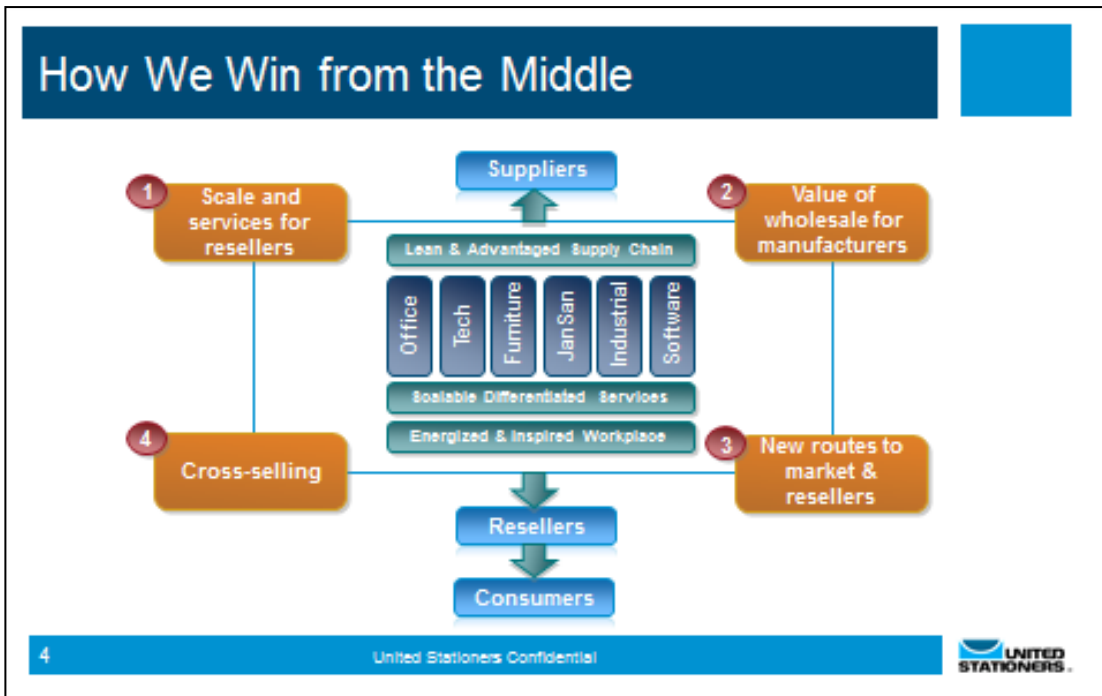 How We Win from the Middle
Suppliers
1
Scale and
services for
resellers
2
Value of
wholesale for
manufacturers
Lean & Advantaged Supply Chain
Office
Tech
Furniture
JanSan
Industrial
Software
Scalable Differentiated Services
Energized & Inspired Workplace
4
Cross-selling
3
New routes to
market &
resellers
Resellers
Consumers
4
United Stationers Confidential
UNITED
STATIONERS